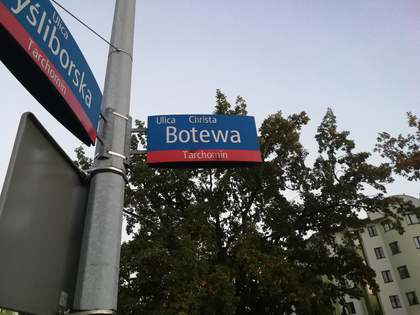 Ulica
yśliborska
Tarchomin
Ulica Christa
Botewa
Tarchomin